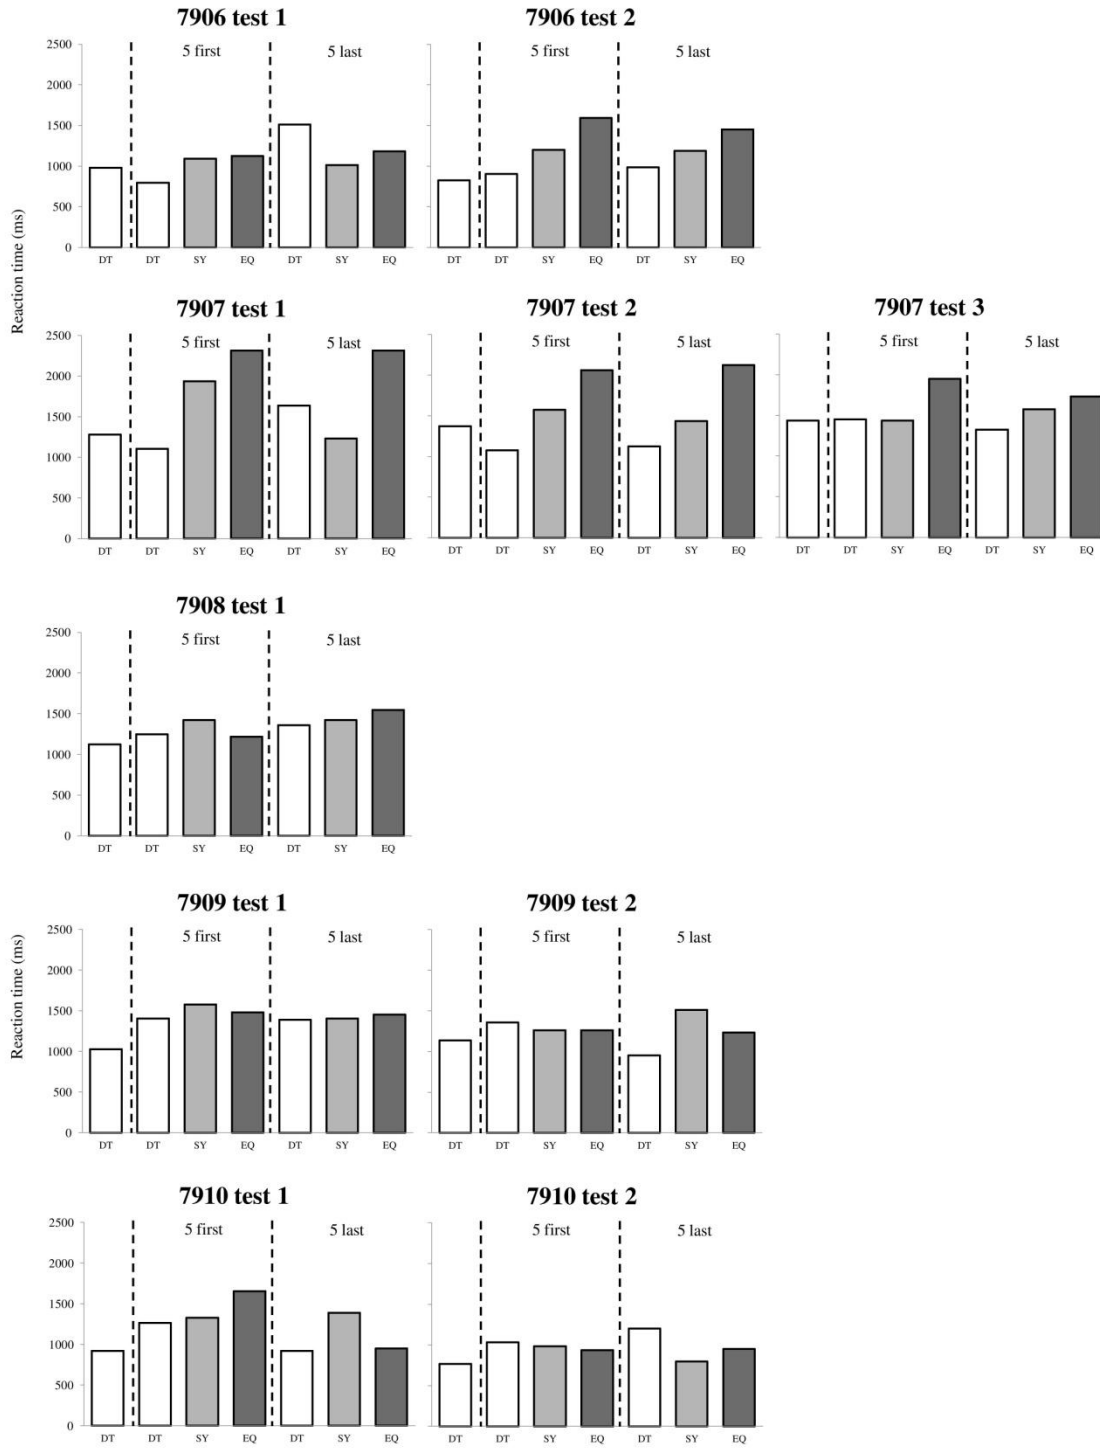 7906 test 1 7906 test 2
2500 5 first 5 last 5 first 5 last
2000
1500
1000
500
0
DT DT SY EQ DT SY EQ DT DT SY EQ DT SY EQ
Reaction time (ms)
7907 test 1 7907 test 2 7907 test 3
2500 5 first 5 last 5 first 5 last 5 first 5 last
2000
1500
1000
500
0
DT DT SY EQ DT SY EQ DT DT SY EQ DT SY EQ DT DT SY EQ DT SY EQ
7908 test 1
2500 5 first 5 last
2000
1500
1000
500
0
DT DT SY EQ DT SY EQ
7909 test 1 7909 test 2
2500 5 first 5 last 5 first 5 last
2000
1500
1000
500
0
DT DT SY EQ DT SY EQ DT DT SY EQ DT SY EQ
Reaction time (ms)
7910 test 1 7910 test 2
2500 5 first 5 last 5 first 5 last
2000
1500
1000
500
0
DT DT SY EQ DT SY EQ DT DT SY EQ DT SY EQ